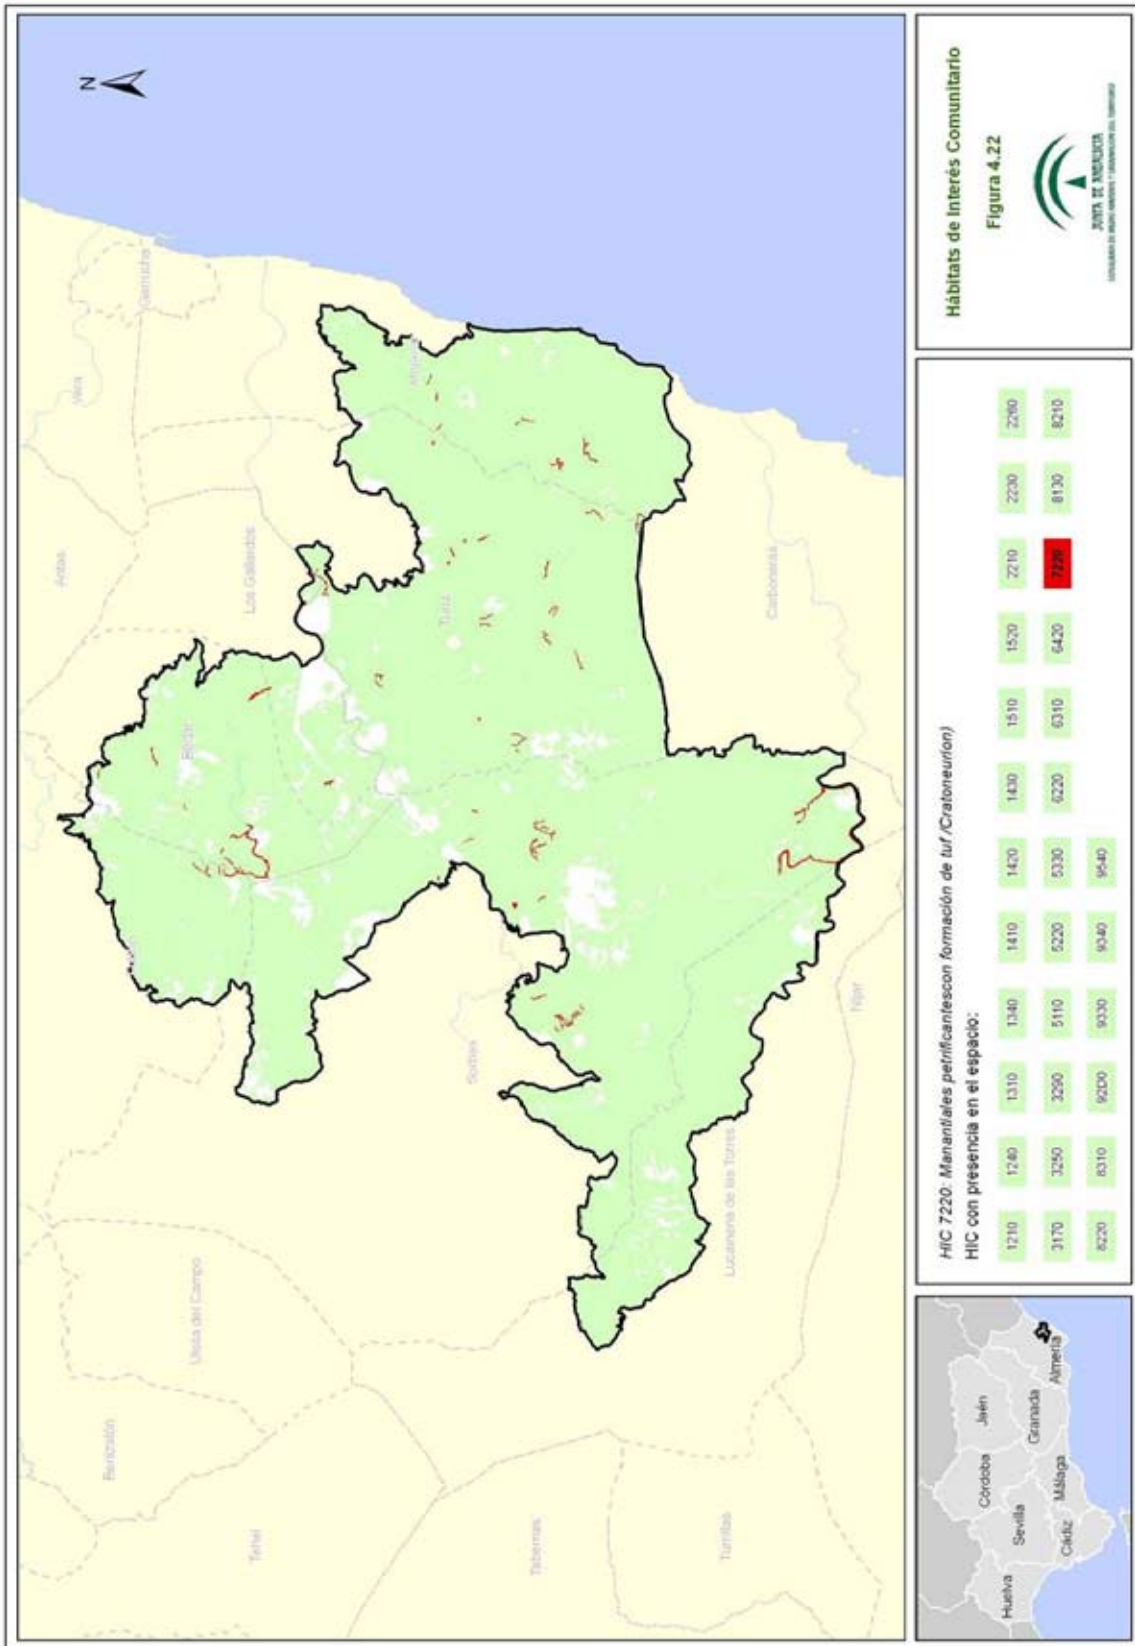 N
Vera
Garrucha
Antas
Los Gallardos
Bédar
Mojácar
Turre
Carboneras
Sorbas
Níjar
Lucainena de las Torres
Uleila del Campo
Benizalón
Tahal
Tabernas
Turrillas
Huelva
Sevilla
Córdoba
Jaén
Cádiz
Málaga
Granada
Almería
HIC 7220: Manantiales petrificantescon formación de tuf /Cratoneurion)
HIC con presencia en el espacio:
1210 1240 1310 1340 1410 1420 1430 1510 1520 2210 2230 2260
3170 3250 3290 5110 5220 5330 6220 6310 6420 7220 8130 8210
8220 8310 92D0 9330 9340 9540
Hábitats de Interés Comunitario
Figura 4.22
JUNTA DE ANDALUCIA